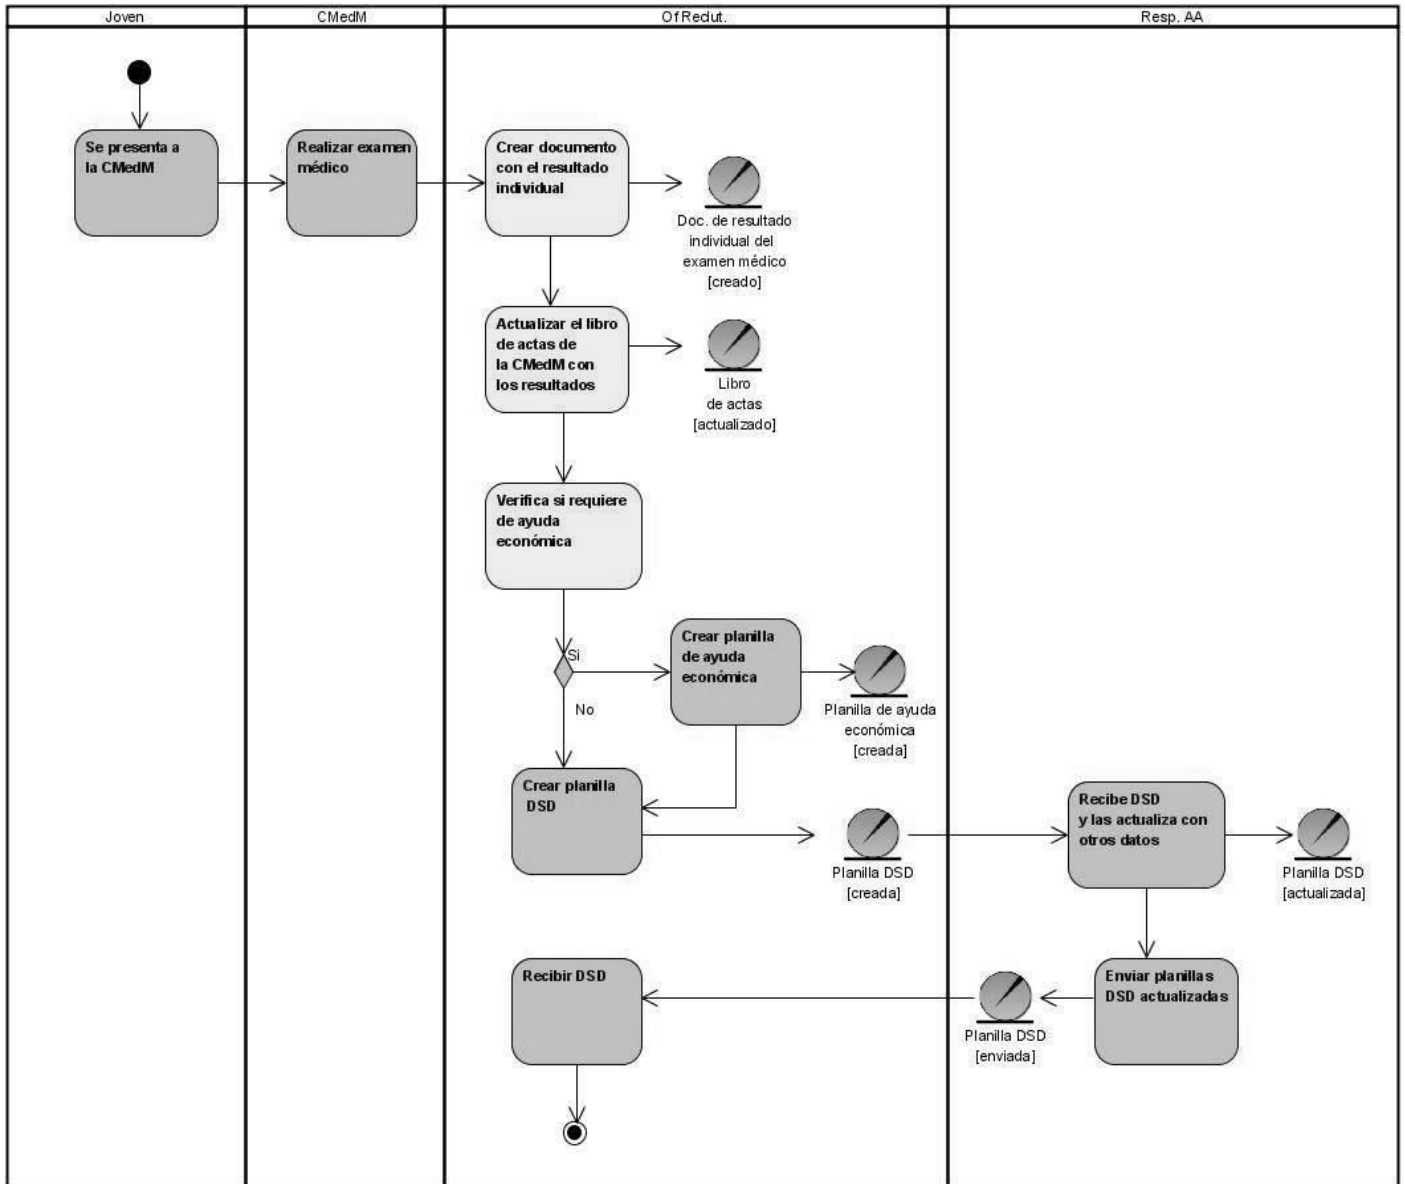 Joven
CMedM
Of Reclut.
Resp. AA
Se presenta a
la CMedM
Realizar examen
médico
Crear documento
con el resultado
individual
Doc. de resultado
individual del
examen médico
[creado]
Actualizar el libro
de actas de
la CMedM con
los resultados
Libro
de actas
[actualizado]
Verifica si requiere
de ayuda
económica
Si
No
Crear planilla
de ayuda
económica
Planilla de ayuda
económica
[creada]
Crear planilla
DSD
Planilla DSD
[creada]
Recibe DSD
y las actualiza con
otros datos
Planilla DSD
[actualizada]
Enviar planillas
DSD actualizadas
Planilla DSD
[enviada]
Recibir DSD